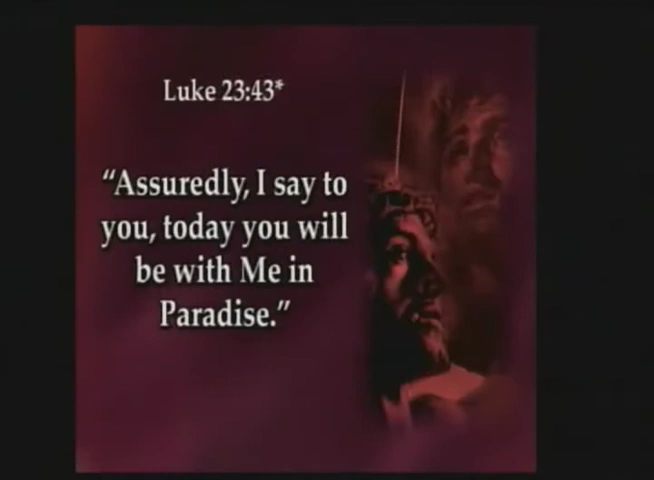 Luke 23:43*
“Assuredly, I say to
you, today you will
be with Me in
Paradise.”